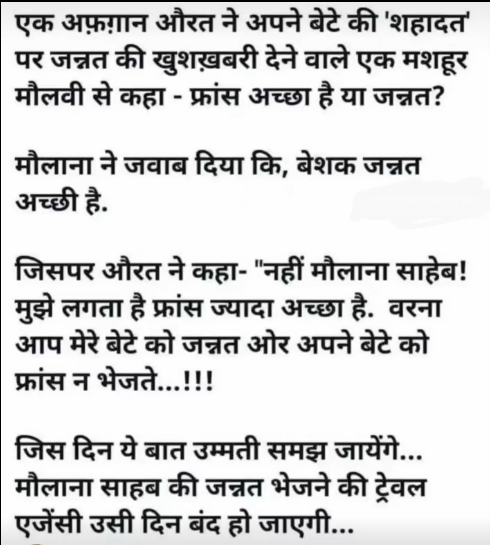 एक अफ़ग़ान औरत ने अपने बेटे की 'शहादत'
पर जन्नत की खुशख़बरी देने वाले एक मशहूर
मौलवी से कहा - फ्रांस अच्छा है या जन्नत?
मौलाना ने जवाब दिया कि, बेशक जन्नत
अच्छी है.
जिसपर औरत ने कहा- "नहीं मौलाना साहेब!
मुझे लगता है फ्रांस ज्यादा अच्छा है. वरना
आप मेरे बेटे को जन्नत ओर अपने बेटे को
फ्रांस न भेजते...!!!
जिस दिन ये बात उम्मती समझ जायेंगे...
मौलाना साहब की जन्नत भेजने की ट्रेवल
एजेंसी उसी दिन बंद हो जाएगी...